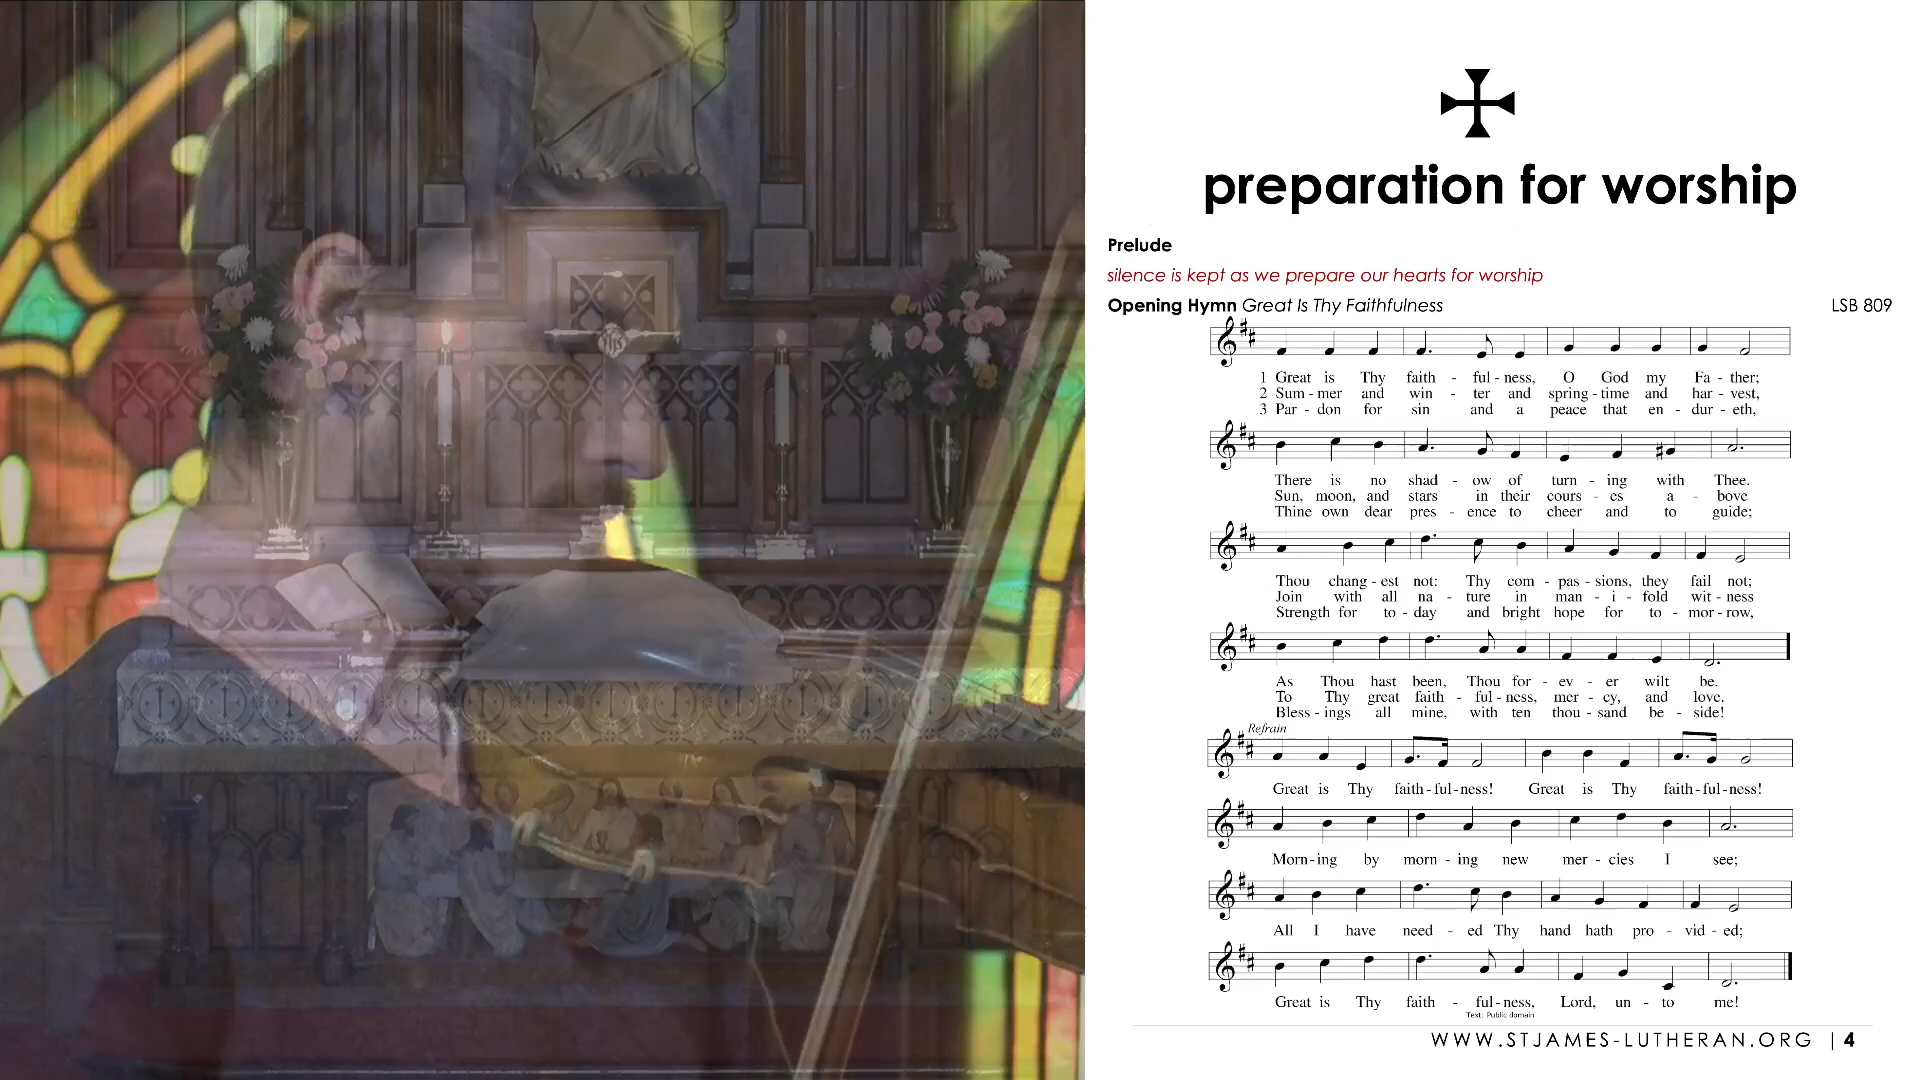 preparation for worship
Prelude
silence is kept as we prepare our hearts for worship
Opening Hymn Great Is Thy Faithfulness LSB 809
1 Great is Thy faith - ful - ness, O God my Fa - ther;
2 Sum - mer and win - ter and spring - time and har - vest,
3 Par - don for sin and a peace that en - dur - eth,
There is no shad - ow of turn - ing with Thee.
Sun, moon, and stars in their cours - es a - bove
Thine own dear pres - ence to cheer and to guide;
Thou chang - est not: Thy com - pas - sions, they fail not;
Join with all na - ture in man - i - fold wit - ness
Strength for to - day and bright hope for to - mor - row,
As Thou hast been, Thou for - ev - er wilt be.
To Thy great faith - ful - ness, mer - cy, and love.
Bless - ings all mine, with ten thou - sand be - side!
Refrain
Great is Thy faith - ful - ness! Great is Thy faith - ful - ness!
Morn - ing by morn - ing new mer - cies I see;
All I have need - ed Thy hand hath pro - vid - ed;
Great is Thy faith - ful - ness, Lord, un - to me!
Text: Public domain
WWW.STJAMES-LUTHERAN.ORG | 4